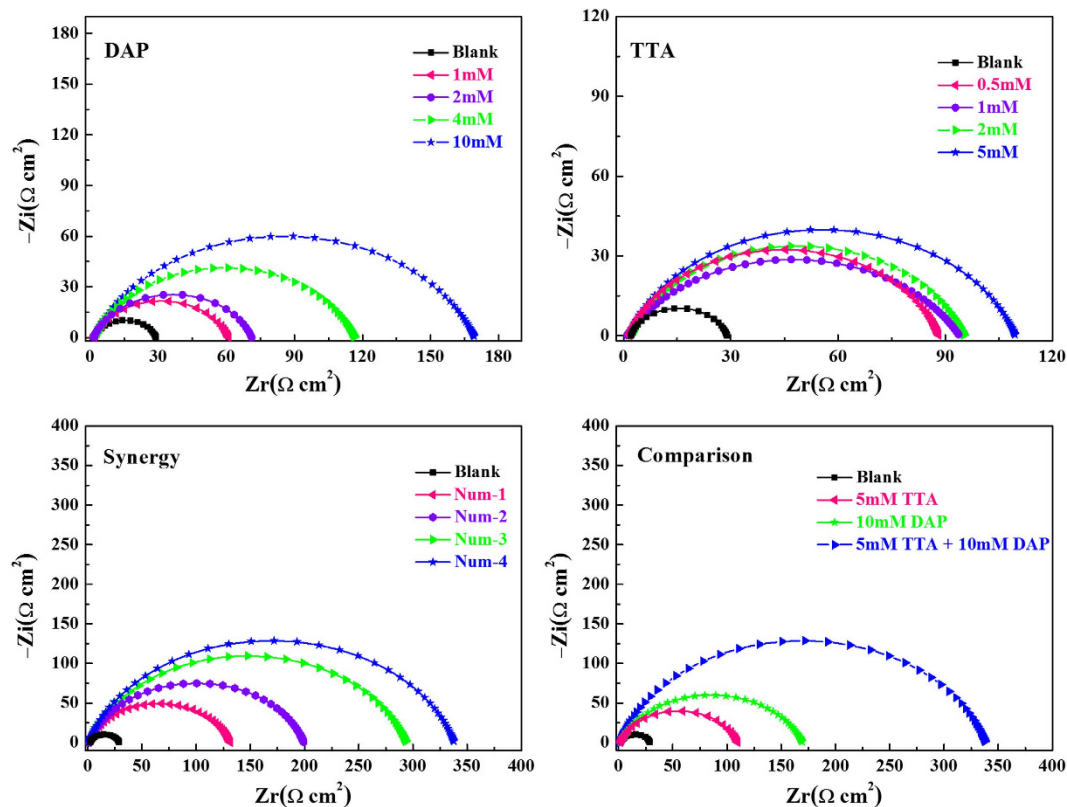 DAP
Blank
1mM
2mM
4mM
10mM
180
150
120
90
60
30
0
−Zi(Ω cm²)
0 30 60 90 120 150 180
Zr(Ω cm²)
TTA
Blank
0.5mM
1mM
2mM
5mM
120
90
60
30
0
−Zi(Ω cm²)
0 30 60 90 120
Zr(Ω cm²)
Synergy
Blank
Num-1
Num-2
Num-3
Num-4
400
350
300
250
200
150
100
50
0
−Zi(Ω cm²)
0 50 100 150 200 250 300 350 400
Zr(Ω cm²)
Comparison
Blank
5mM TTA
10mM DAP
5mM TTA + 10mM DAP
400
350
300
250
200
150
100
50
0
−Zi(Ω cm²)
0 50 100 150 200 250 300 350 400
Zr(Ω cm²)